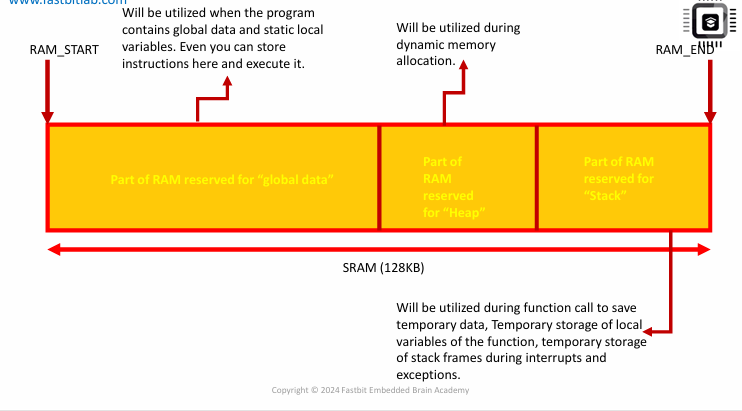 www.fastbitlab.com
Will be utilized when the program
contains global data and static local
variables. Even you can store
instructions here and execute it.
Will be utilized during
dynamic memory
allocation.
RAM_START
RAM_END
Part of RAM reserved for “global data”
Part of
RAM
reserved
for “Heap”
Part of RAM
reserved for
“Stack”
SRAM (128KB)
Will be utilized during function call to save
temporary data, Temporary storage of local
variables of the function, temporary storage
of stack frames during interrupts and
exceptions.
Copyright © 2024 Fastbit Embedded Brain Academy